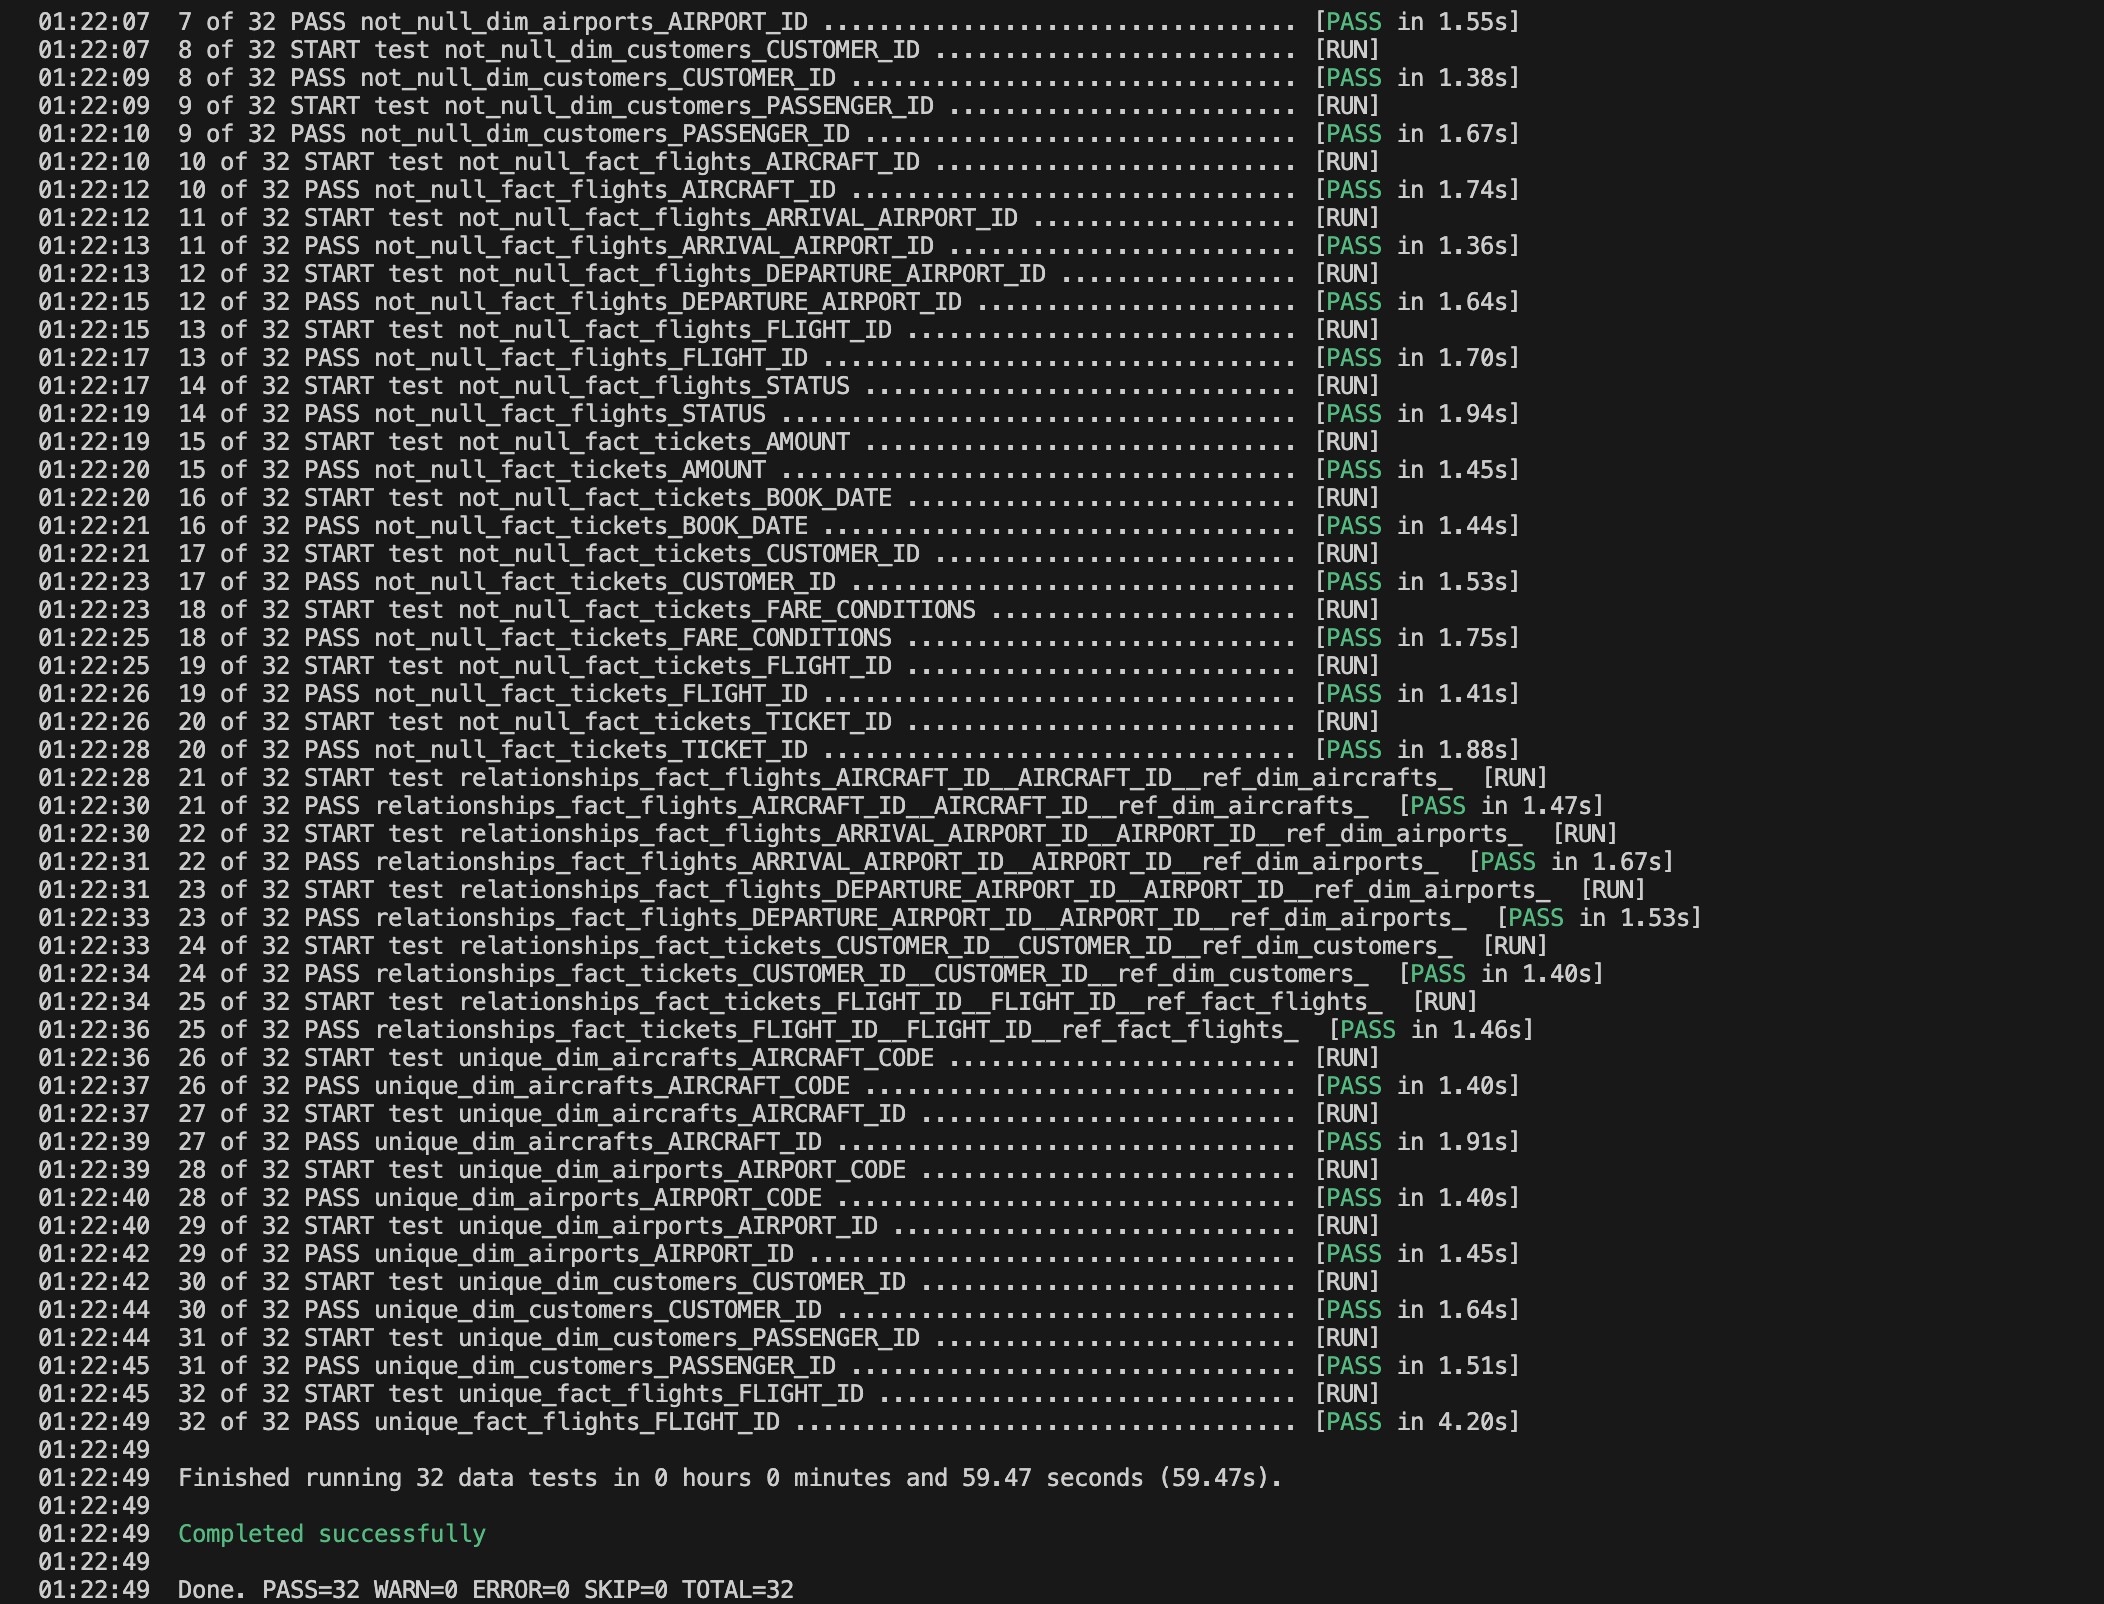 01:22:07  7 of 32 PASS not_null_dim_airports_AIRPORT_ID .................................. [PASS in 1.55s]
01:22:07  8 of 32 START test not_null_dim_customers_CUSTOMER_ID .......................... [RUN]
01:22:09  8 of 32 PASS not_null_dim_customers_CUSTOMER_ID ................................ [PASS in 1.38s]
01:22:09  9 of 32 START test not_null_dim_customers_PASSENGER_ID ......................... [RUN]
01:22:10  9 of 32 PASS not_null_dim_customers_PASSENGER_ID ............................... [PASS in 1.67s]
01:22:10  10 of 32 START test not_null_fact_flights_AIRCRAFT_ID .......................... [RUN]
01:22:12  10 of 32 PASS not_null_fact_flights_AIRCRAFT_ID ................................ [PASS in 1.74s]
01:22:12  11 of 32 START test not_null_fact_flights_ARRIVAL_AIRPORT_ID ................... [RUN]
01:22:13  11 of 32 PASS not_null_fact_flights_ARRIVAL_AIRPORT_ID ......................... [PASS in 1.36s]
01:22:13  12 of 32 START test not_null_fact_flights_DEPARTURE_AIRPORT_ID ................. [RUN]
01:22:15  12 of 32 PASS not_null_fact_flights_DEPARTURE_AIRPORT_ID ....................... [PASS in 1.64s]
01:22:15  13 of 32 START test not_null_fact_flights_FLIGHT_ID ............................ [RUN]
01:22:17  13 of 32 PASS not_null_fact_flights_FLIGHT_ID .................................. [PASS in 1.70s]
01:22:17  14 of 32 START test not_null_fact_flights_STATUS ............................... [RUN]
01:22:19  14 of 32 PASS not_null_fact_flights_STATUS ..................................... [PASS in 1.94s]
01:22:19  15 of 32 START test not_null_fact_tickets_AMOUNT ............................... [RUN]
01:22:20  15 of 32 PASS not_null_fact_tickets_AMOUNT ..................................... [PASS in 1.45s]
01:22:20  16 of 32 START test not_null_fact_tickets_BOOK_DATE ............................ [RUN]
01:22:21  16 of 32 PASS not_null_fact_tickets_BOOK_DATE .................................. [PASS in 1.44s]
01:22:21  17 of 32 START test not_null_fact_tickets_CUSTOMER_ID .......................... [RUN]
01:22:23  17 of 32 PASS not_null_fact_tickets_CUSTOMER_ID ................................ [PASS in 1.53s]
01:22:23  18 of 32 START test not_null_fact_tickets_FARE_CONDITIONS ...................... [RUN]
01:22:25  18 of 32 PASS not_null_fact_tickets_FARE_CONDITIONS ............................ [PASS in 1.75s]
01:22:25  19 of 32 START test not_null_fact_tickets_FLIGHT_ID ............................ [RUN]
01:22:26  19 of 32 PASS not_null_fact_tickets_FLIGHT_ID .................................. [PASS in 1.41s]
01:22:26  20 of 32 START test not_null_fact_tickets_TICKET_ID ............................ [RUN]
01:22:28  20 of 32 PASS not_null_fact_tickets_TICKET_ID .................................. [PASS in 1.88s]
01:22:28  21 of 32 START test relationships_fact_flights_AIRCRAFT_ID__AIRCRAFT_ID__ref_dim_aircrafts_  [RUN]
01:22:30  21 of 32 PASS relationships_fact_flights_AIRCRAFT_ID__AIRCRAFT_ID__ref_dim_aircrafts_  [PASS in 1.47s]
01:22:30  22 of 32 START test relationships_fact_flights_ARRIVAL_AIRPORT_ID__AIRPORT_ID__ref_dim_airports_  [RUN]
01:22:31  22 of 32 PASS relationships_fact_flights_ARRIVAL_AIRPORT_ID__AIRPORT_ID__ref_dim_airports_  [PASS in 1.67s]
01:22:31  23 of 32 START test relationships_fact_flights_DEPARTURE_AIRPORT_ID__AIRPORT_ID__ref_dim_airports_  [RUN]
01:22:33  23 of 32 PASS relationships_fact_flights_DEPARTURE_AIRPORT_ID__AIRPORT_ID__ref_dim_airports_  [PASS in 1.53s]
01:22:33  24 of 32 START test relationships_fact_tickets_CUSTOMER_ID__CUSTOMER_ID__ref_dim_customers_  [RUN]
01:22:34  24 of 32 PASS relationships_fact_tickets_CUSTOMER_ID__CUSTOMER_ID__ref_dim_customers_  [PASS in 1.40s]
01:22:34  25 of 32 START test relationships_fact_tickets_FLIGHT_ID__FLIGHT_ID__ref_fact_flights_  [RUN]
01:22:36  25 of 32 PASS relationships_fact_tickets_FLIGHT_ID__FLIGHT_ID__ref_fact_flights_  [PASS in 1.46s]
01:22:36  26 of 32 START test unique_dim_aircrafts_AIRCRAFT_CODE ......................... [RUN]
01:22:37  26 of 32 PASS unique_dim_aircrafts_AIRCRAFT_CODE ............................... [PASS in 1.40s]
01:22:37  27 of 32 START test unique_dim_aircrafts_AIRCRAFT_ID ........................... [RUN]
01:22:39  27 of 32 PASS unique_dim_aircrafts_AIRCRAFT_ID ................................. [PASS in 1.91s]
01:22:39  28 of 32 START test unique_dim_airports_AIRPORT_CODE ........................... [RUN]
01:22:40  28 of 32 PASS unique_dim_airports_AIRPORT_CODE ................................. [PASS in 1.40s]
01:22:40  29 of 32 START test unique_dim_airports_AIRPORT_ID ............................. [RUN]
01:22:42  29 of 32 PASS unique_dim_airports_AIRPORT_ID ................................... [PASS in 1.45s]
01:22:42  30 of 32 START test unique_dim_customers_CUSTOMER_ID ........................... [RUN]
01:22:44  30 of 32 PASS unique_dim_customers_CUSTOMER_ID ................................. [PASS in 1.64s]
01:22:44  31 of 32 START test unique_dim_customers_PASSENGER_ID .......................... [RUN]
01:22:45  31 of 32 PASS unique_dim_customers_PASSENGER_ID ................................ [PASS in 1.51s]
01:22:45  32 of 32 START test unique_fact_flights_FLIGHT_ID .............................. [RUN]
01:22:49  32 of 32 PASS unique_fact_flights_FLIGHT_ID .................................... [PASS in 4.20s]
01:22:49
01:22:49  Finished running 32 data tests in 0 hours 0 minutes and 59.47 seconds (59.47s).
01:22:49
01:22:49  Completed successfully
01:22:49
01:22:49  Done. PASS=32 WARN=0 ERROR=0 SKIP=0 TOTAL=32